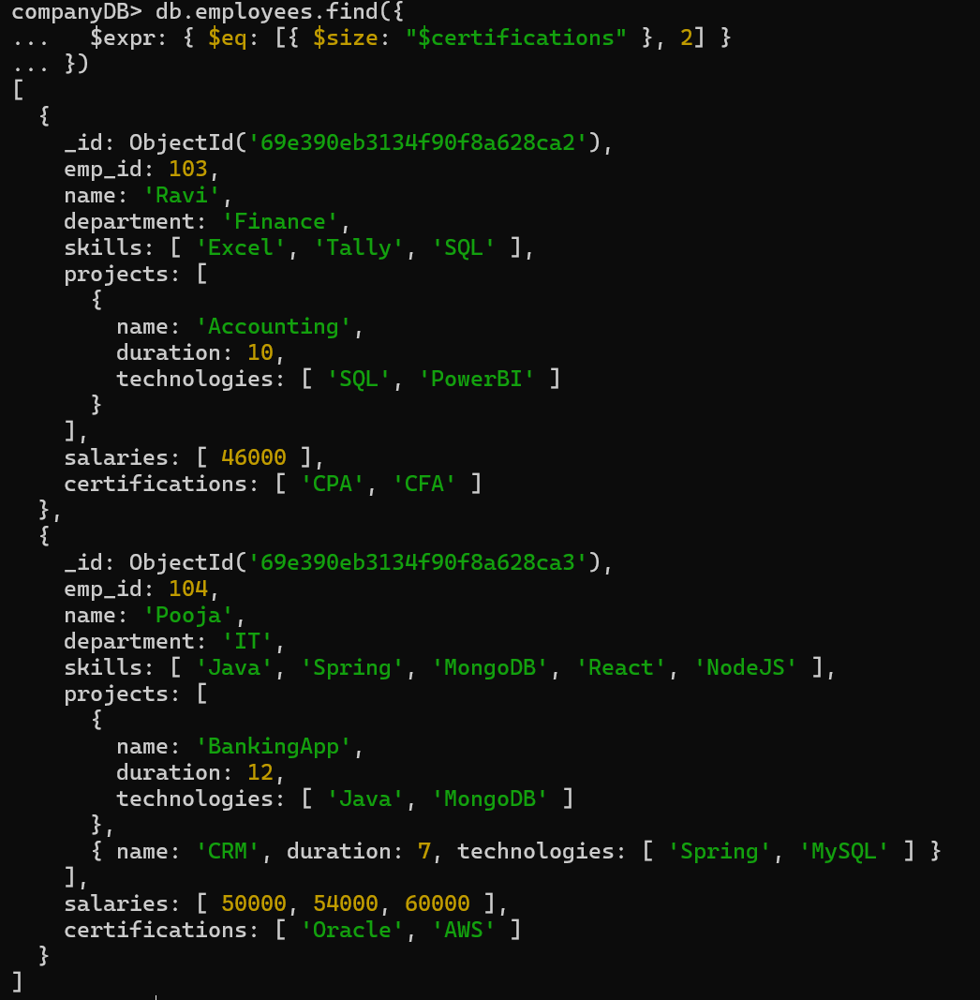 companyDB> db.employees.find({
...   $expr: { $eq: [{ $size: "$certifications" }, 2] }
... })
[
  {
    _id: ObjectId('69e390eb3134f90f8a628ca2'),
    emp_id: 103,
    name: 'Ravi',
    department: 'Finance',
    skills: [ 'Excel', 'Tally', 'SQL' ],
    projects: [
      {
        name: 'Accounting',
        duration: 10,
        technologies: [ 'SQL', 'PowerBI' ]
      }
    ],
    salaries: [ 46000 ],
    certifications: [ 'CPA', 'CFA' ]
  },
  {
    _id: ObjectId('69e390eb3134f90f8a628ca3'),
    emp_id: 104,
    name: 'Pooja',
    department: 'IT',
    skills: [ 'Java', 'Spring', 'MongoDB', 'React', 'NodeJS' ],
    projects: [
      {
        name: 'BankingApp',
        duration: 12,
        technologies: [ 'Java', 'MongoDB' ]
      },
      { name: 'CRM', duration: 7, technologies: [ 'Spring', 'MySQL' ] }
    ],
    salaries: [ 50000, 54000, 60000 ],
    certifications: [ 'Oracle', 'AWS' ]
  }
]